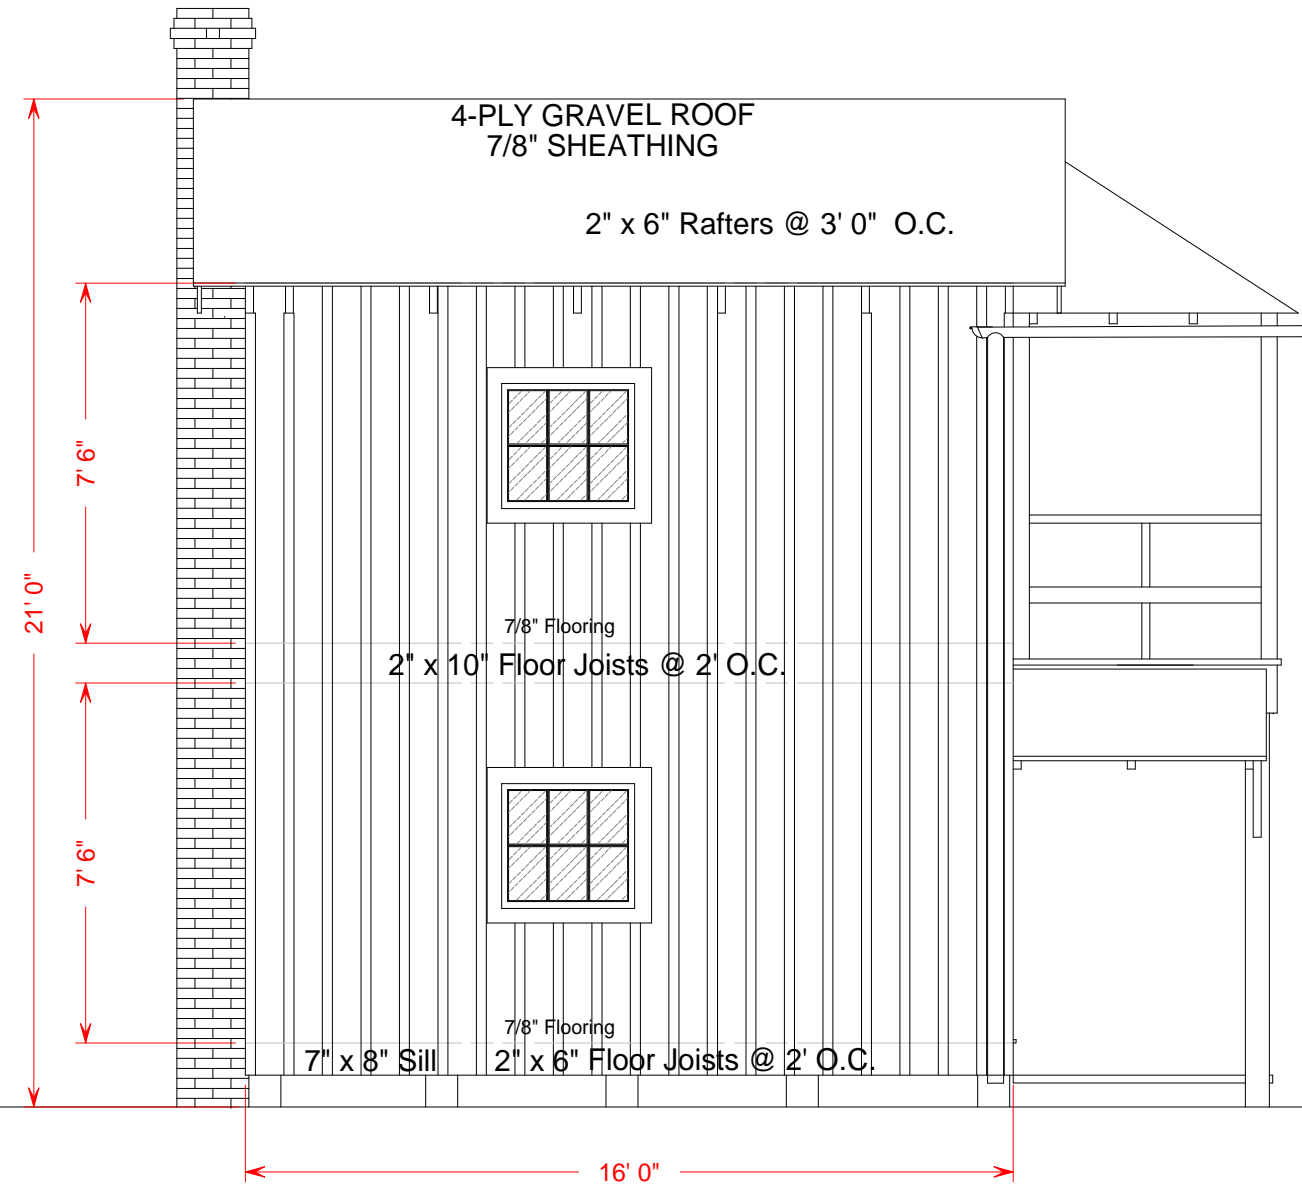 4-PLY GRAVEL ROOF
7/8" SHEATHING
2" x 6" Rafters @ 3' 0" O.C.
7' 6"
21' 0"
7/8" Flooring
2" x 10" Floor Joists @ 2' O.C.
7' 6"
7/8" Flooring
7" x 8" Sill
2" x 6" Floor Joists @ 2' O.C.
16' 0"